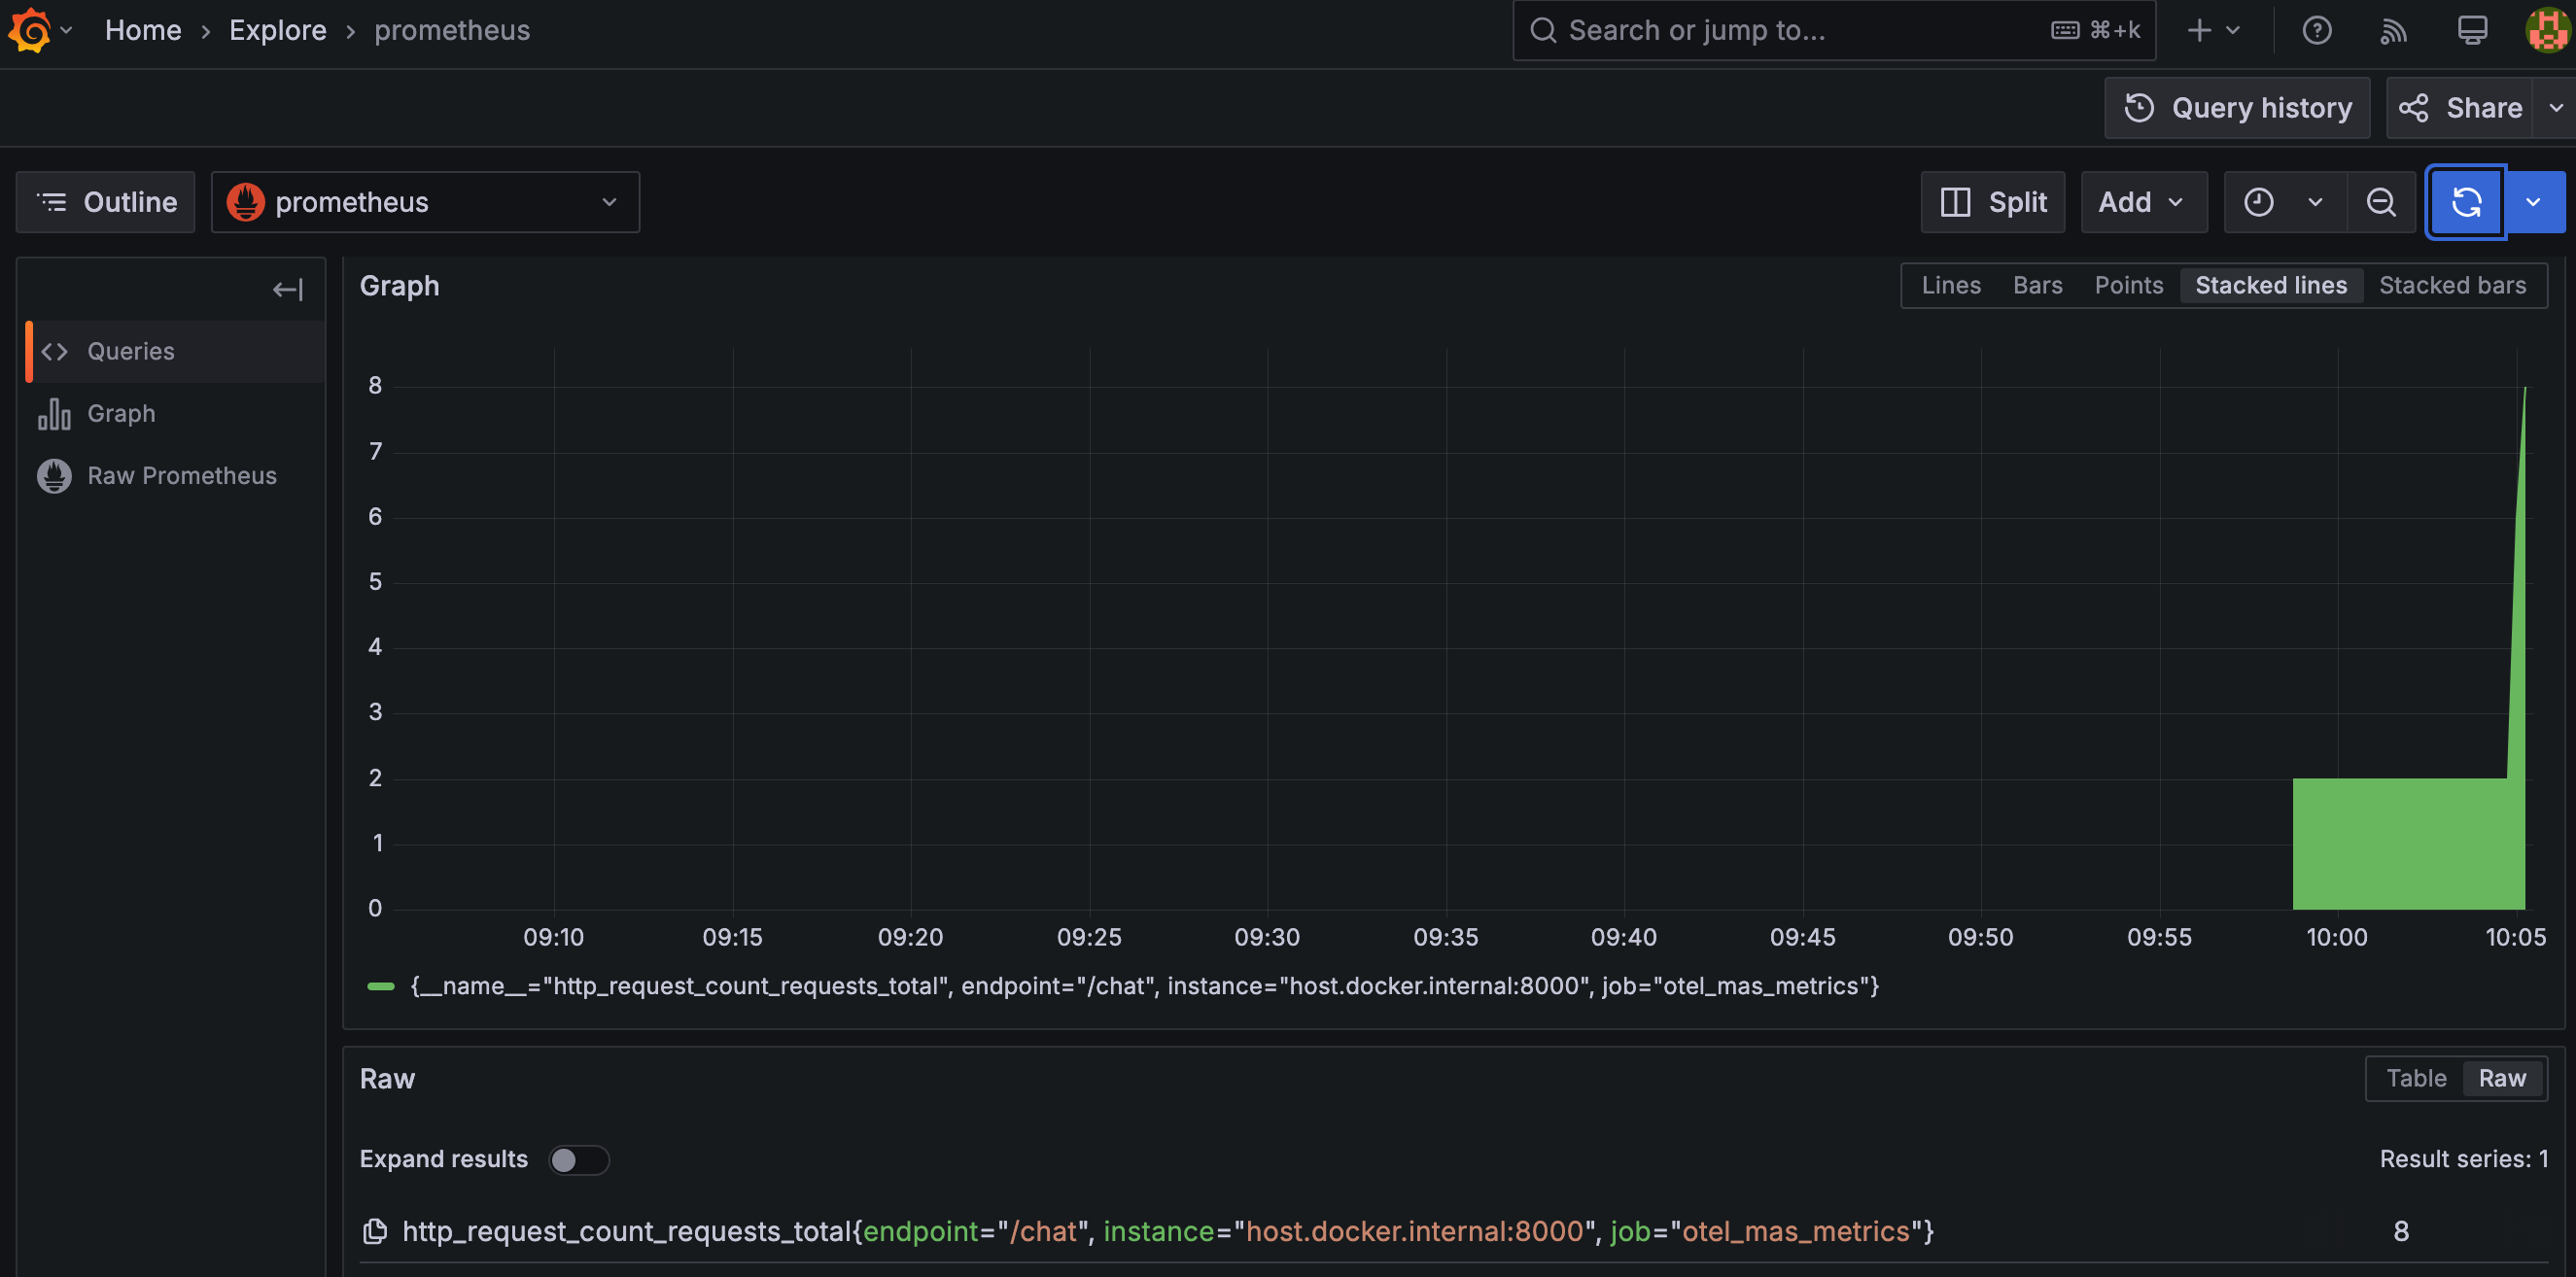 Home > Explore > prometheus
Search or jump to... ⌘+k
Query history
Share
Outline
prometheus
Split
Add
Queries
Graph
Raw Prometheus
Graph
Lines Bars Points Stacked lines Stacked bars
8
7
6
5
4
3
2
1
0
09:10 09:15 09:20 09:25 09:30 09:35 09:40 09:45 09:50 09:55 10:00 10:05
{__name__="http_request_count_requests_total", endpoint="/chat", instance="host.docker.internal:8000", job="otel_mas_metrics"}
Raw
Table Raw
Expand results
Result series: 1
http_request_count_requests_total{endpoint="/chat", instance="host.docker.internal:8000", job="otel_mas_metrics"} 8